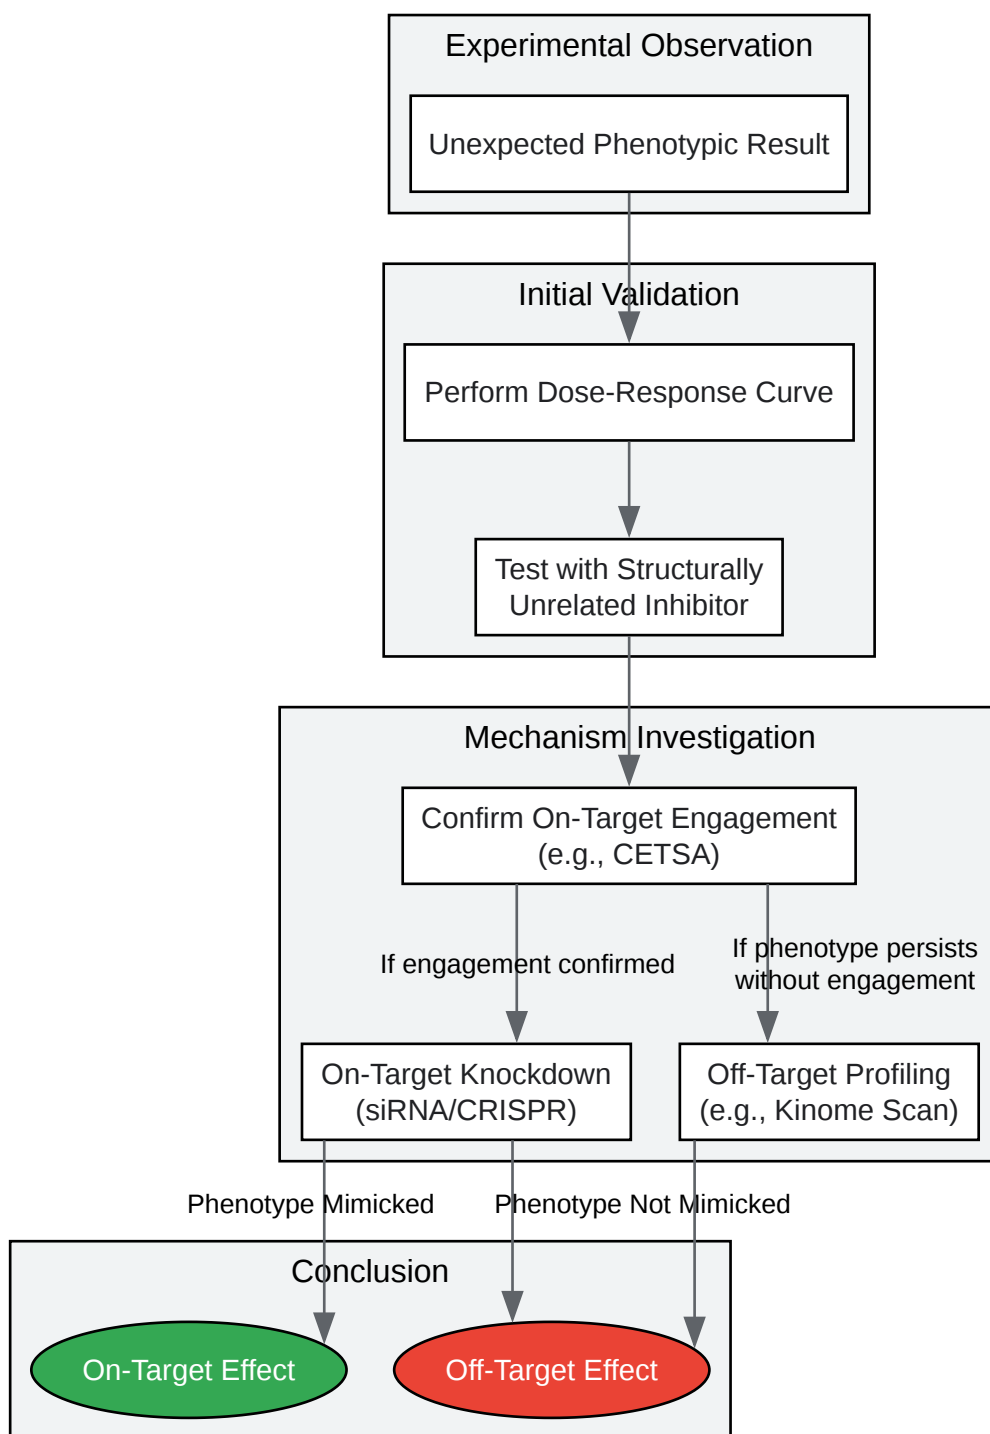 Experimental Observation
Unexpected Phenotypic Result
Initial Validation
Perform Dose-Response Curve
Test with Structurally
Unrelated Inhibitor
Mechanism Investigation
Confirm On-Target Engagement
(e.g., CETSA)
If engagement confirmed
If phenotype persists
without engagement
On-Target Knockdown
(siRNA/CRISPR)
Off-Target Profiling
(e.g., Kinome Scan)
Phenotype Mimicked
Phenotype Not Mimicked
Conclusion
On-Target Effect
Off-Target Effect